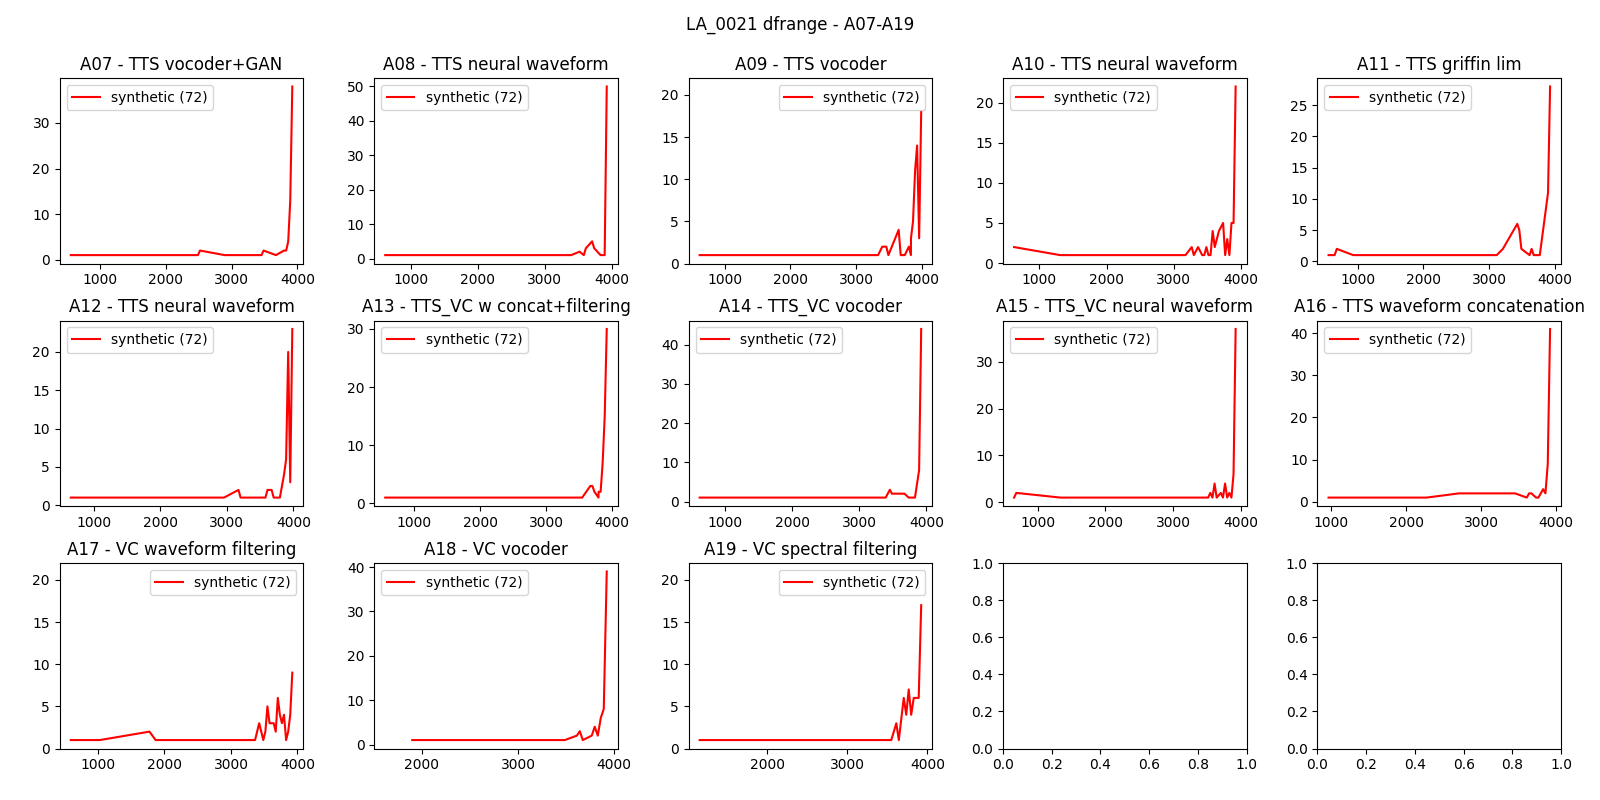 LA_0021 dfrange - A07-A19
A07 - TTS vocoder+GAN
synthetic (72)
0
10
20
30
1000 2000 3000 4000
A08 - TTS neural waveform
synthetic (72)
0
10
20
30
40
50
1000 2000 3000 4000
A09 - TTS vocoder
synthetic (72)
0
5
10
15
20
1000 2000 3000 4000
A10 - TTS neural waveform
synthetic (72)
0
5
10
15
20
1000 2000 3000 4000
A11 - TTS griffin lim
synthetic (72)
0
5
10
15
20
25
1000 2000 3000 4000
A12 - TTS neural waveform
synthetic (72)
0
5
10
15
20
1000 2000 3000 4000
A13 - TTS_VC w concat+filtering
synthetic (72)
0
10
20
30
1000 2000 3000 4000
A14 - TTS_VC vocoder
synthetic (72)
0
10
20
30
40
1000 2000 3000 4000
A15 - TTS_VC neural waveform
synthetic (72)
0
10
20
30
1000 2000 3000 4000
A16 - TTS waveform concatenation
synthetic (72)
0
10
20
30
40
1000 2000 3000 4000
A17 - VC waveform filtering
synthetic (72)
0
5
10
15
20
1000 2000 3000 4000
A18 - VC vocoder
synthetic (72)
0
10
20
30
40
2000 3000 4000
A19 - VC spectral filtering
synthetic (72)
0
5
10
15
20
2000 3000 4000
0.0
0.2
0.4
0.6
0.8
1.0
0.0 0.2 0.4 0.6 0.8 1.0
0.0
0.2
0.4
0.6
0.8
1.0
0.0 0.2 0.4 0.6 0.8 1.0